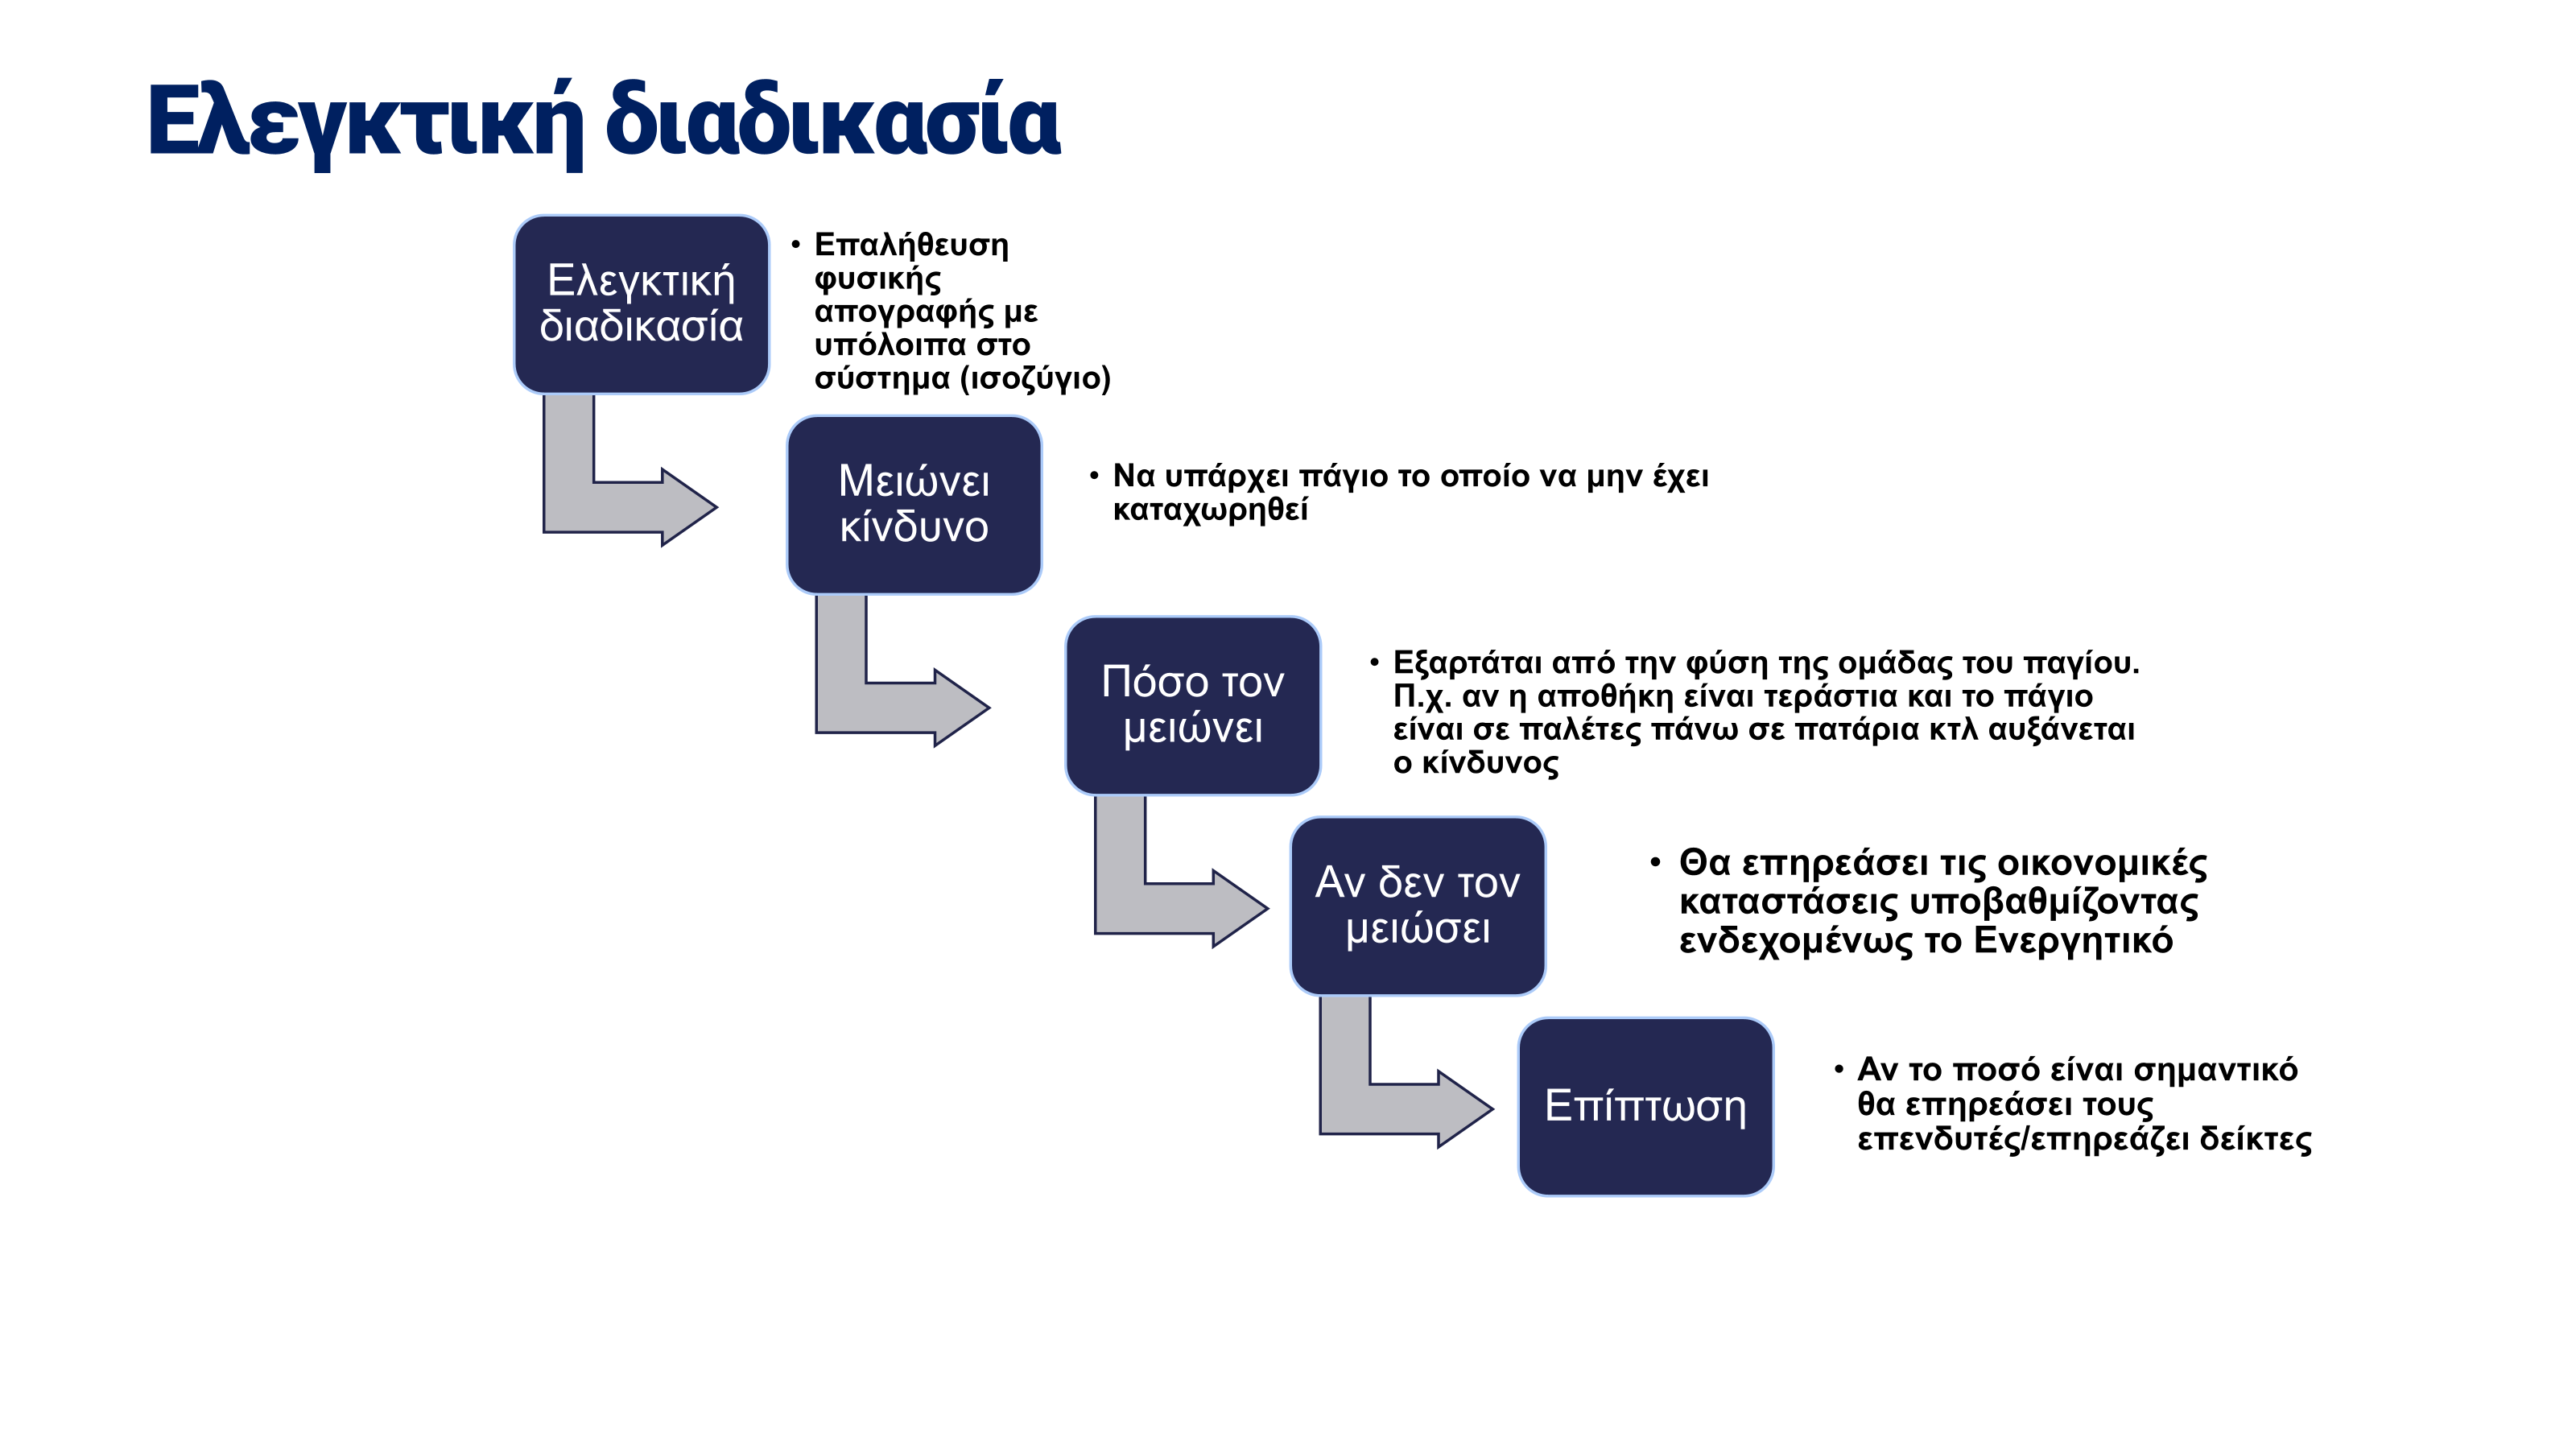 Ελεγκτική διαδικασία
Ελεγκτική
διαδικασία
• Επαλήθευση
φυσικής
απογραφής με
υπόλοιπα στο
σύστημα (ισοζύγιο)
Μειώνει
κίνδυνο
• Να υπάρχει πάγιο το οποίο να μην έχει
καταχωρηθεί
Πόσο τον
μειώνει
• Εξαρτάται από την φύση της ομάδας του παγίου.
Π.χ. αν η αποθήκη είναι τεράστια και το πάγιο
είναι σε παλέτες πάνω σε πατάρια κτλ αυξάνεται
ο κίνδυνος
Αν δεν τον
μειώσει
• Θα επηρεάσει τις οικονομικές
καταστάσεις υποβαθμίζοντας
ενδεχομένως το Ενεργητικό
Επίπτωση
• Αν το ποσό είναι σημαντικό
θα επηρεάσει τους
επενδυτές/επηρεάζει δείκτες